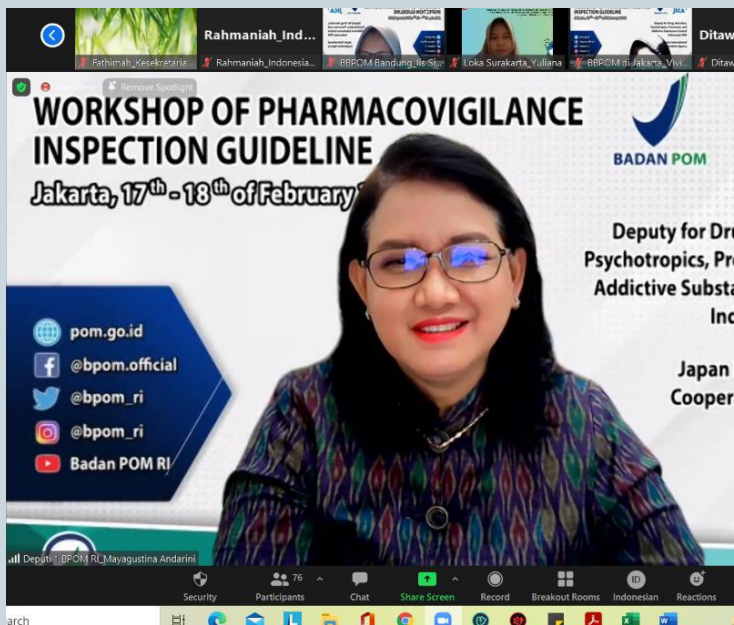 Rahmaniah_Ind...
Ditaw
Fathimah_Kesekretaria...
Rahmaniah_Indonesia...
BBPOM Bandung_Iis Si...
Loka Surakarta_Yuliana
BBPOM di Jakarta_Vivi...
Ditaw
Remove Spotlight
WORKSHOP OF PHARMACOVIGILANCE
INSPECTION GUIDELINE
Jakarta, 17th - 18th of February
BADAN POM
Deputy for Dru
Psychotropics, Pre
Addictive Substa
Ind
Japan
Cooper
pom.go.id
@bpom.official
@bpom_ri
@bpom_ri
Badan POM RI
Deputi 1 BPOM RI_Mayagustina Andarini
Security
Participants
76
Chat
Share Screen
Record
Breakout Rooms
Indonesian
Reactions
ID
arch